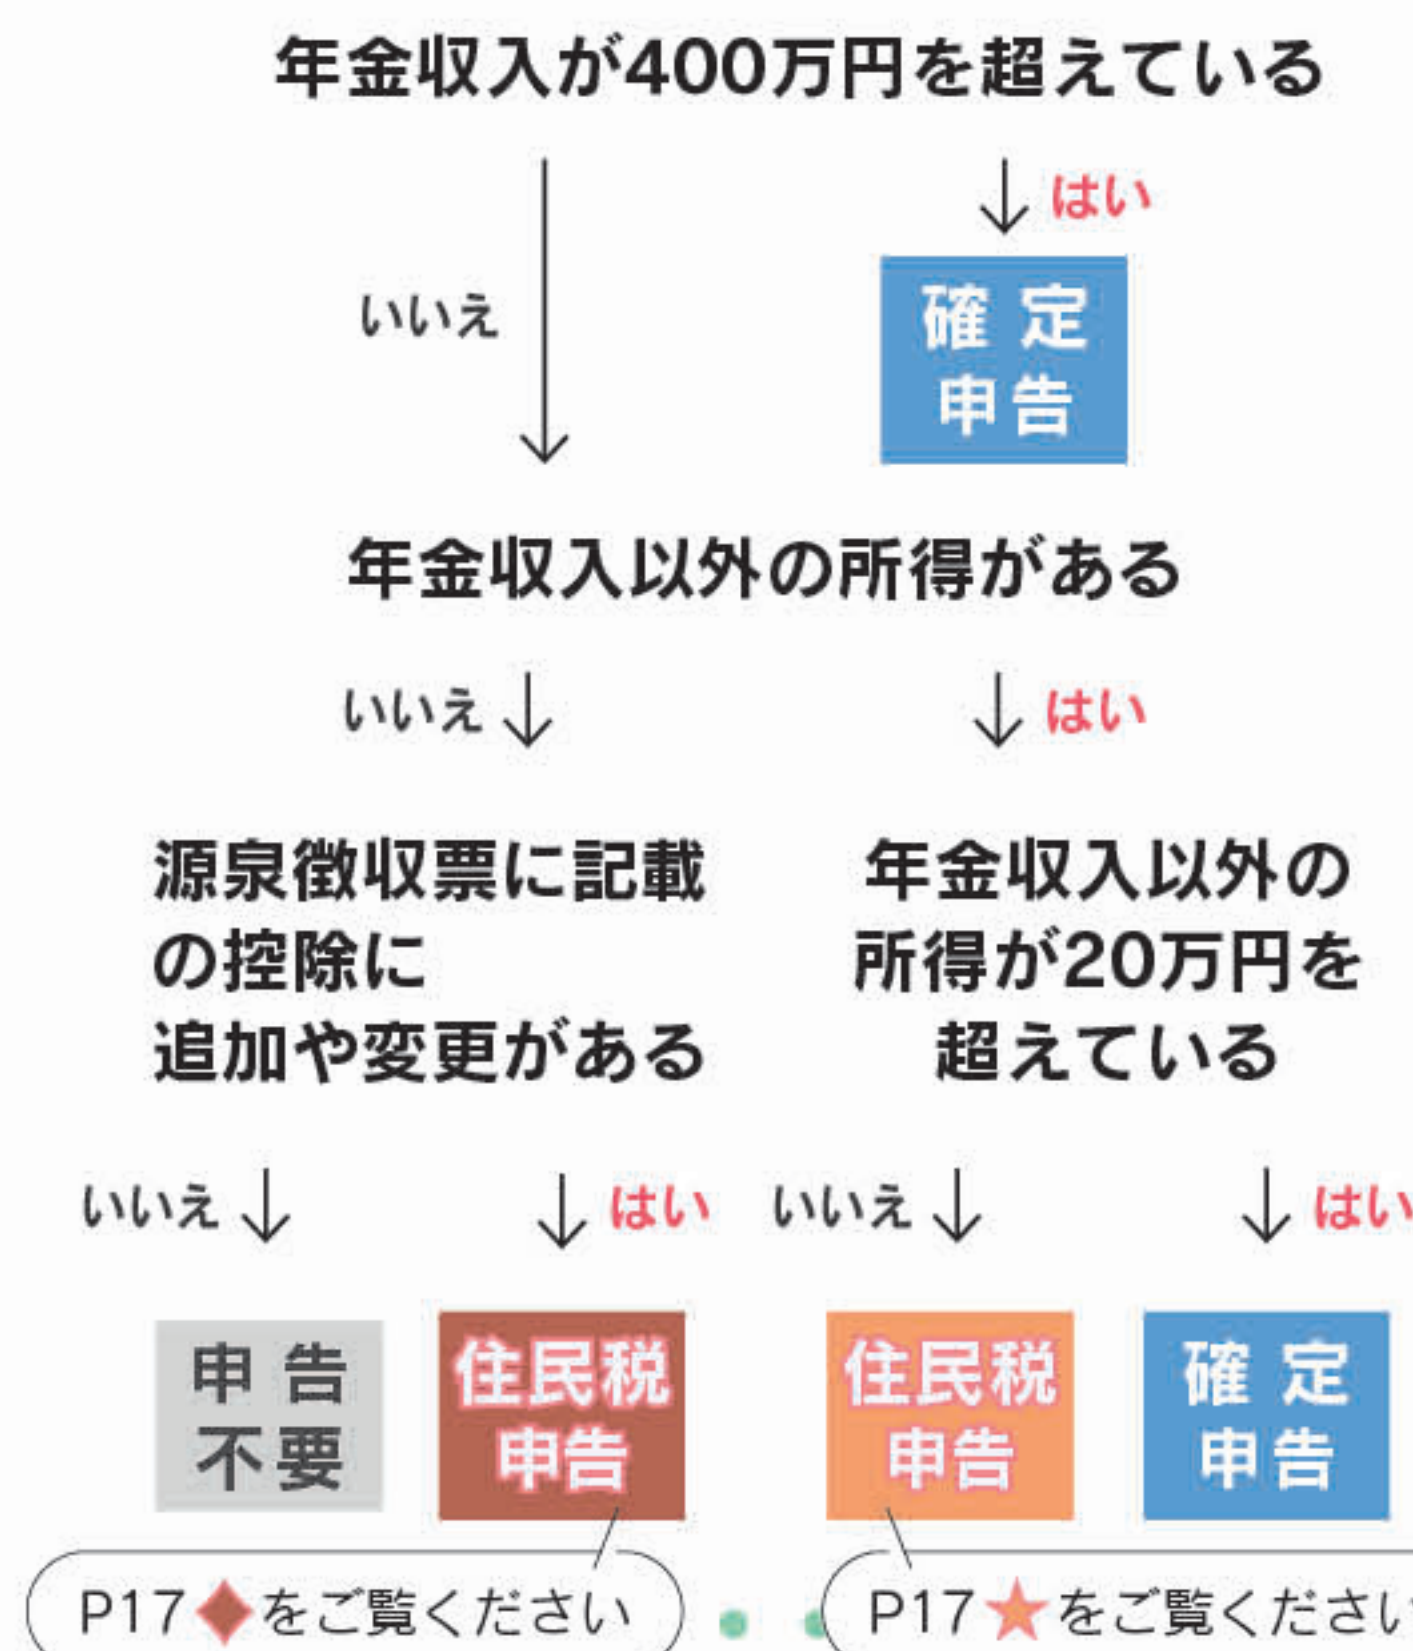 年金収入が400万円を超えている
はい
いいえ
確定
申告
年金収入以外の所得がある
いいえ
はい
源泉徴収票に記載
の控除に
追加や変更がある
年金収入以外の
所得が20万円を
超えている
いいえ
はい
いいえ
はい
申告
不要
住民税
申告
住民税
申告
確定
申告
P17◆をご覧ください
P17★をご覧ください